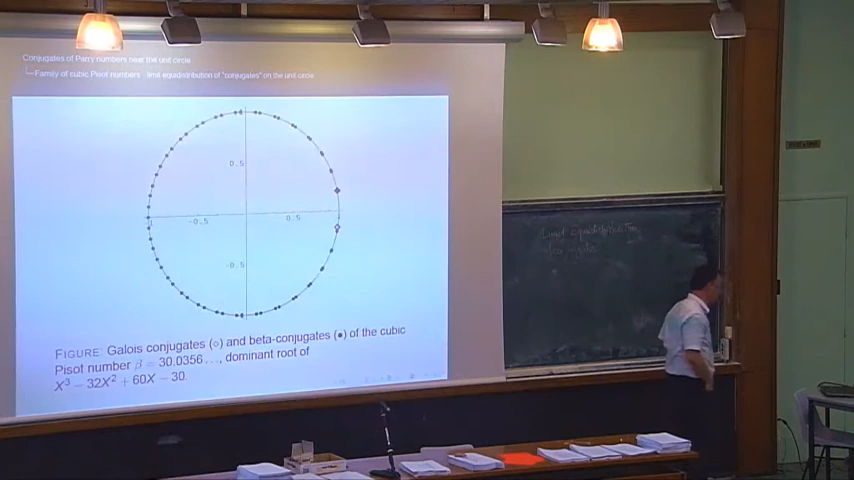 Conjugates of Parry numbers near the unit circle
Family of cubic Pisot numbers - limit equidistribution of "conjugates" on the unit circle
0.5
-0.5
0.5
-0.5
FIGURE: Galois conjugates (○) and beta-conjugates (●) of the cubic
Pisot number β = 30.0356 ..., dominant root of
X³ − 32X² + 60X − 30.